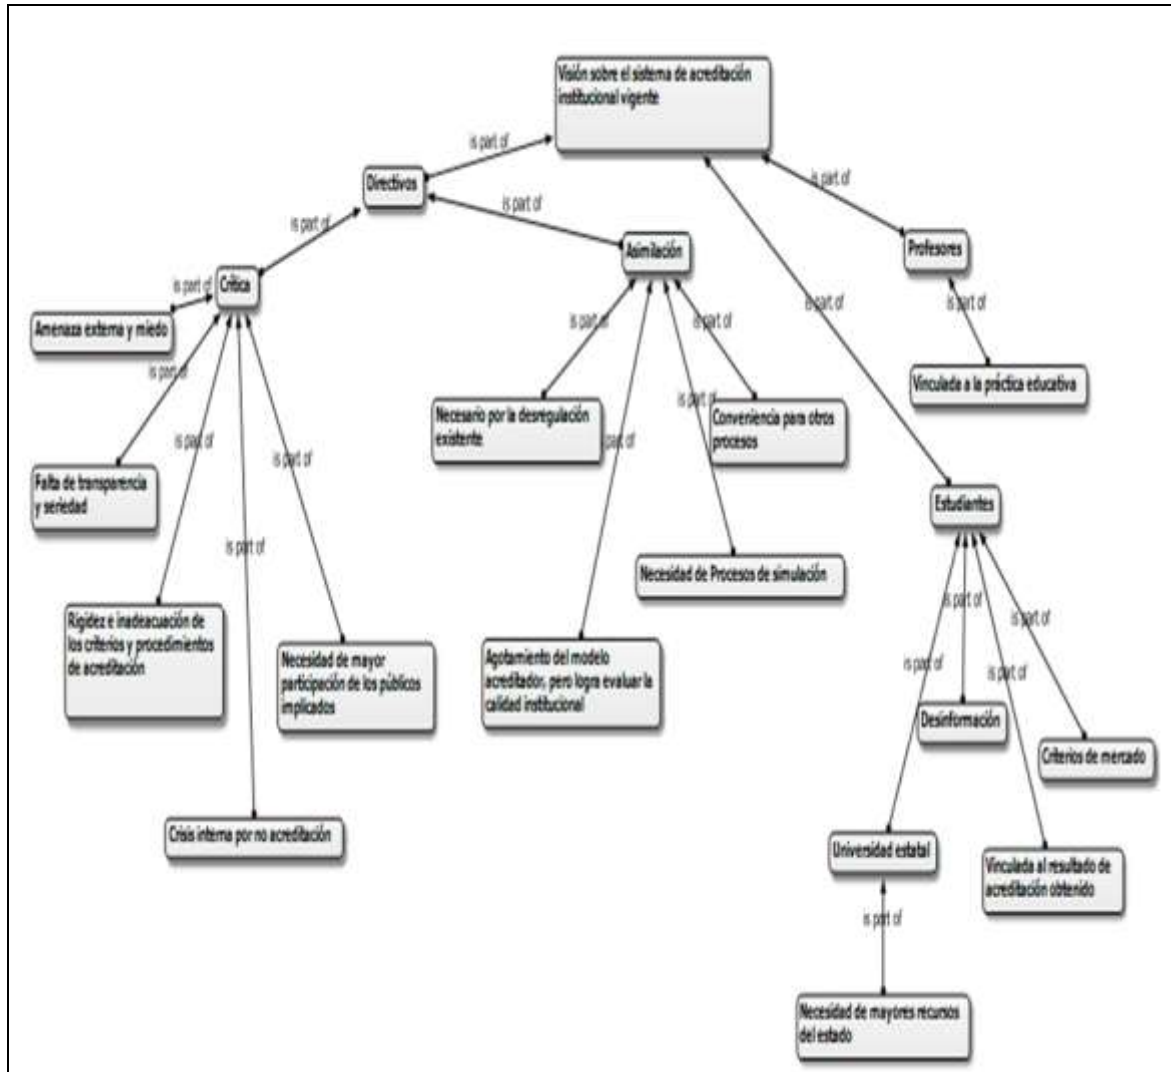 Visión sobre el sistema de acreditación
institucional vigente
is part of
is part of
Directivos
is part of
is part of
Profesores
Asimilación
is part of
Crítica
is part of
is part of
is part of
is part of
is part of
Amenaza externa y miedo
is part of
Vinculada a la práctica educativa
Necesario por la desregulación
existente
is part of
Conveniencia para otros
procesos
is part of
part of
is part of
Falta de transparencia
y seriedad
Estudiantes
is part of
Necesidad de Procesos de simulación
is part of
is part of
Rigidez e inadeacuación de
los criterios y procedimientos
de acreditación
Necesidad de mayor
participación de los públicos
implicados
Agotamiento del modelo
acreditador, pero logra evaluar la
calidad institucional
is part of
is part of
Desinformación
Criterios de mercado
Crisis interna por no acreditación
Universidad estatal
Vinculada al resultado de
acreditación obtenido
is part of
Necesidad de mayores recursos
del estado